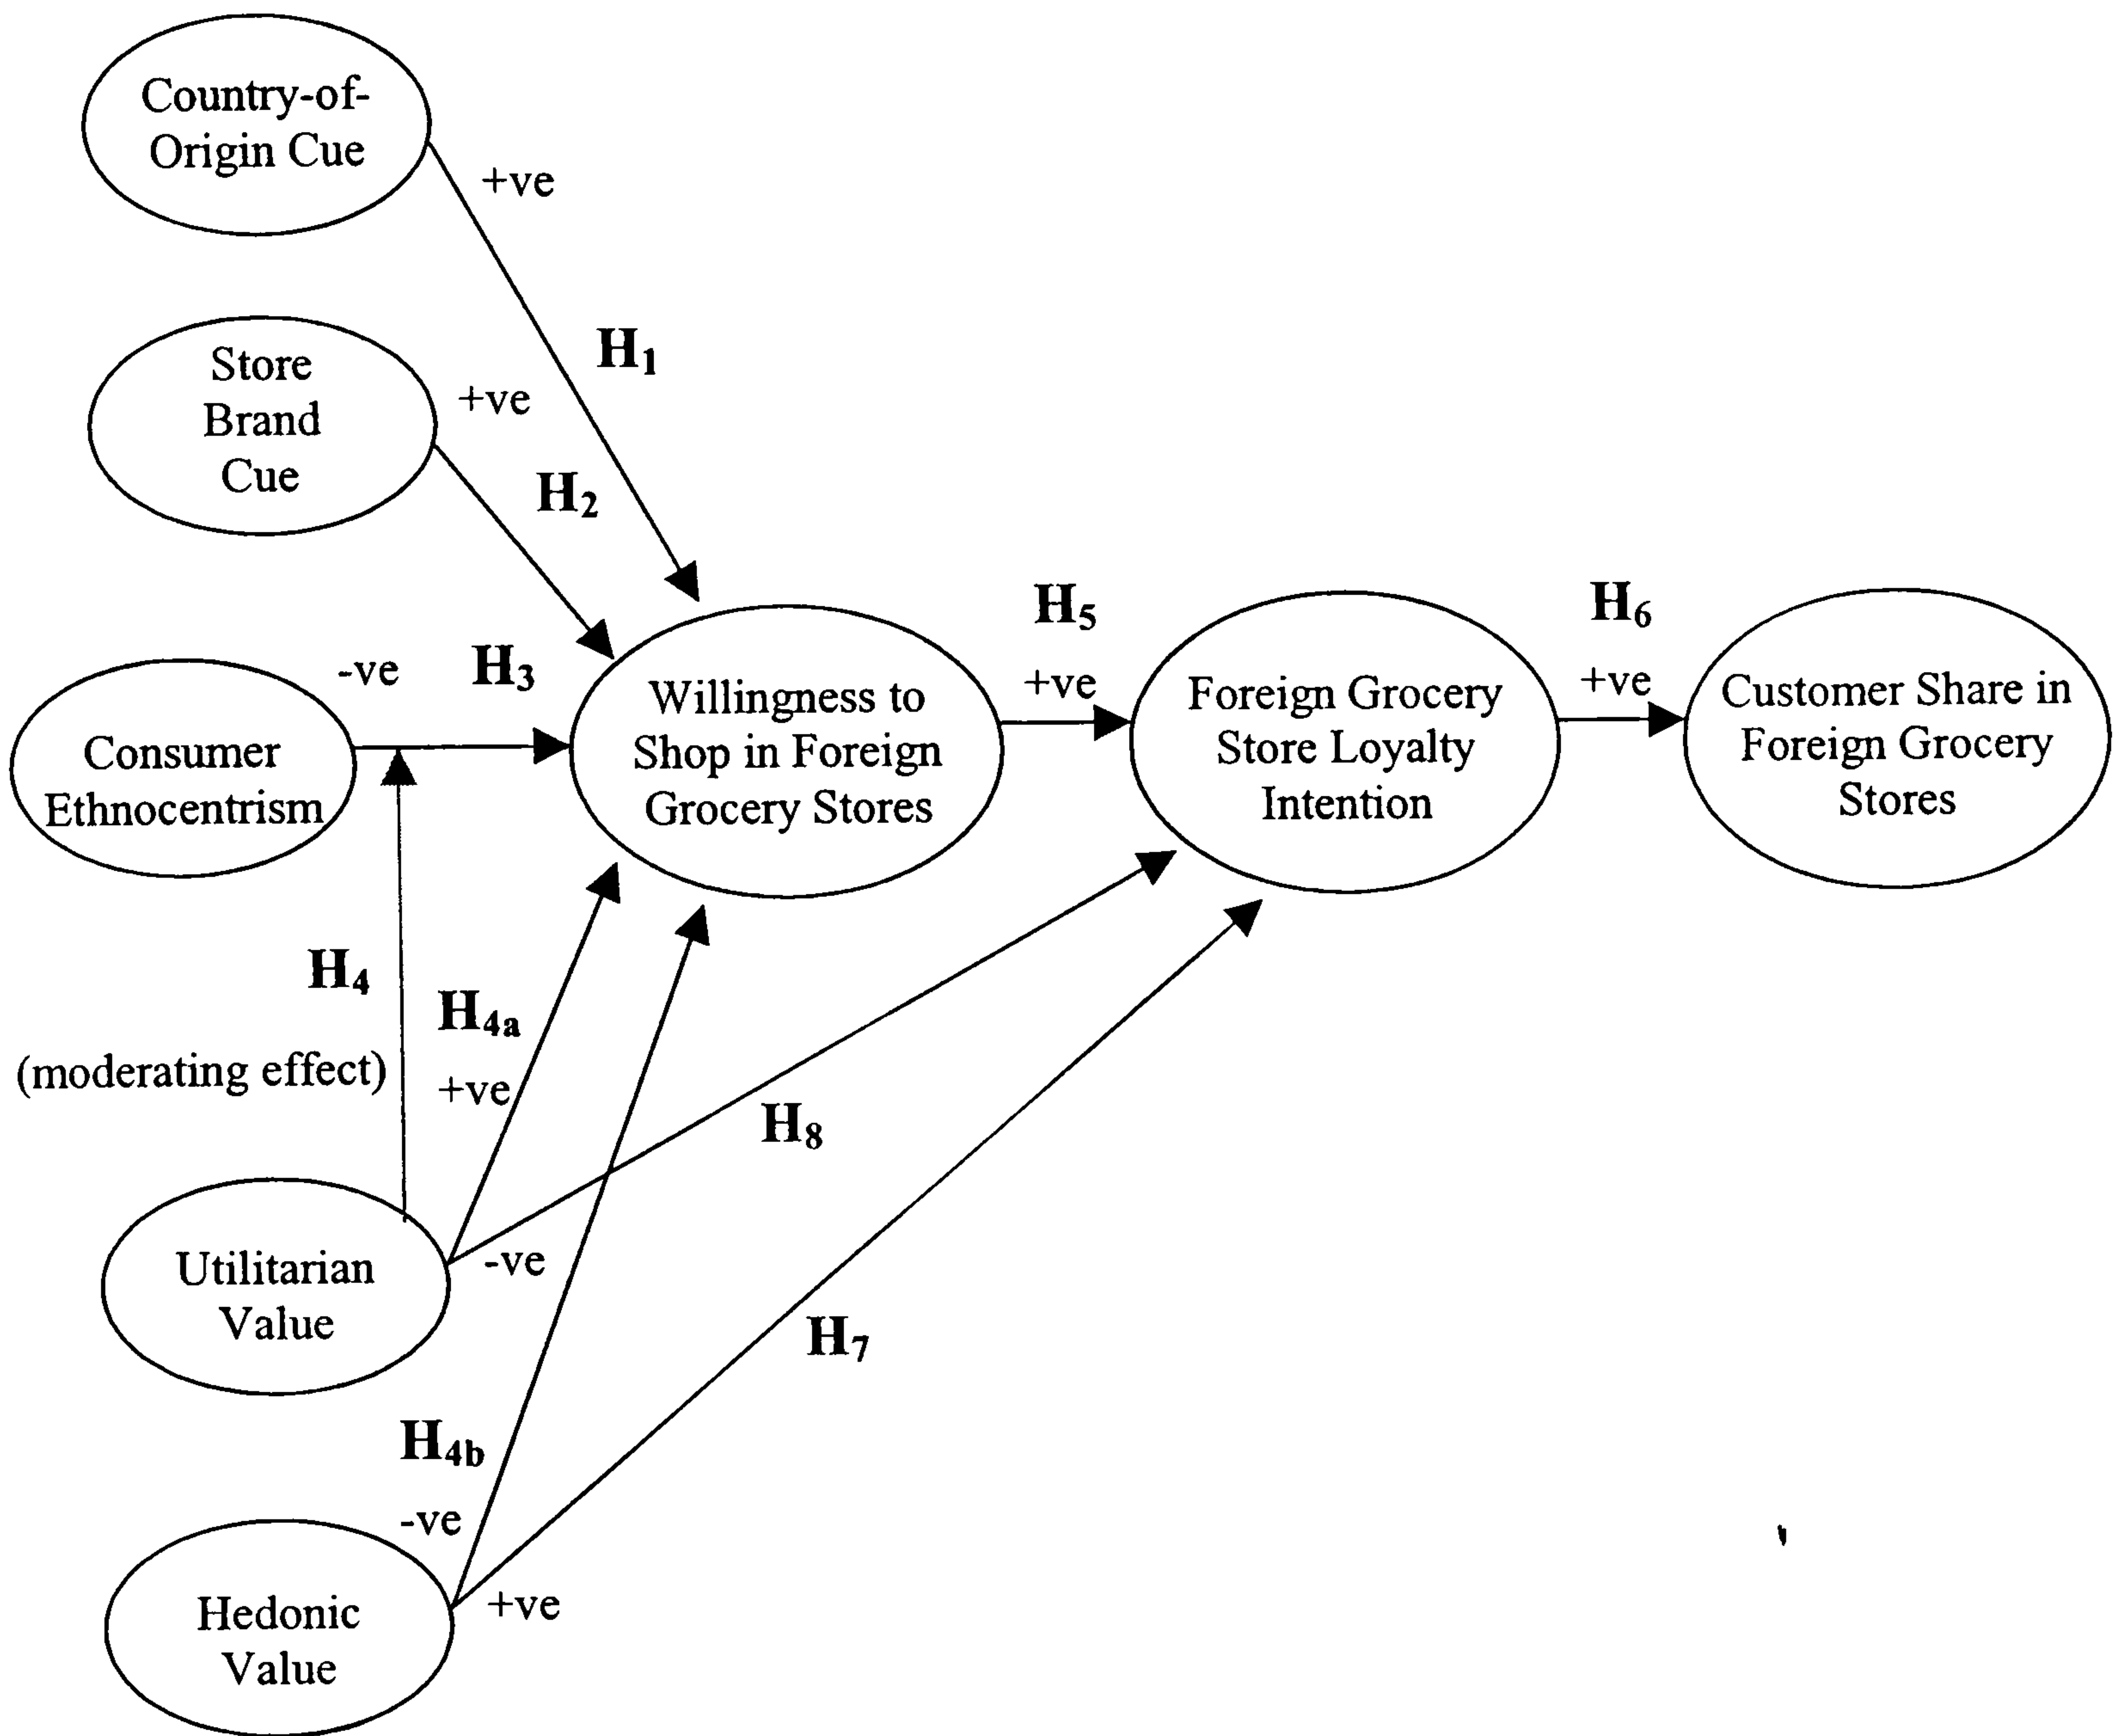 Country-of-
Origin Cue
+ve
H1
Store
Brand
Cue
+ve
H2
Consumer
Ethnocentrism
-ve
H3
Willingness to
Shop in Foreign
Grocery Stores
H5
+ve
Foreign Grocery
Store Loyalty
Intention
H6
+ve
Customer Share in
Foreign Grocery
Stores
H4
(moderating effect)
H4a
+ve
H8
Utilitarian
Value
-ve
H7
H4b
-ve
Hedonic
Value
+ve